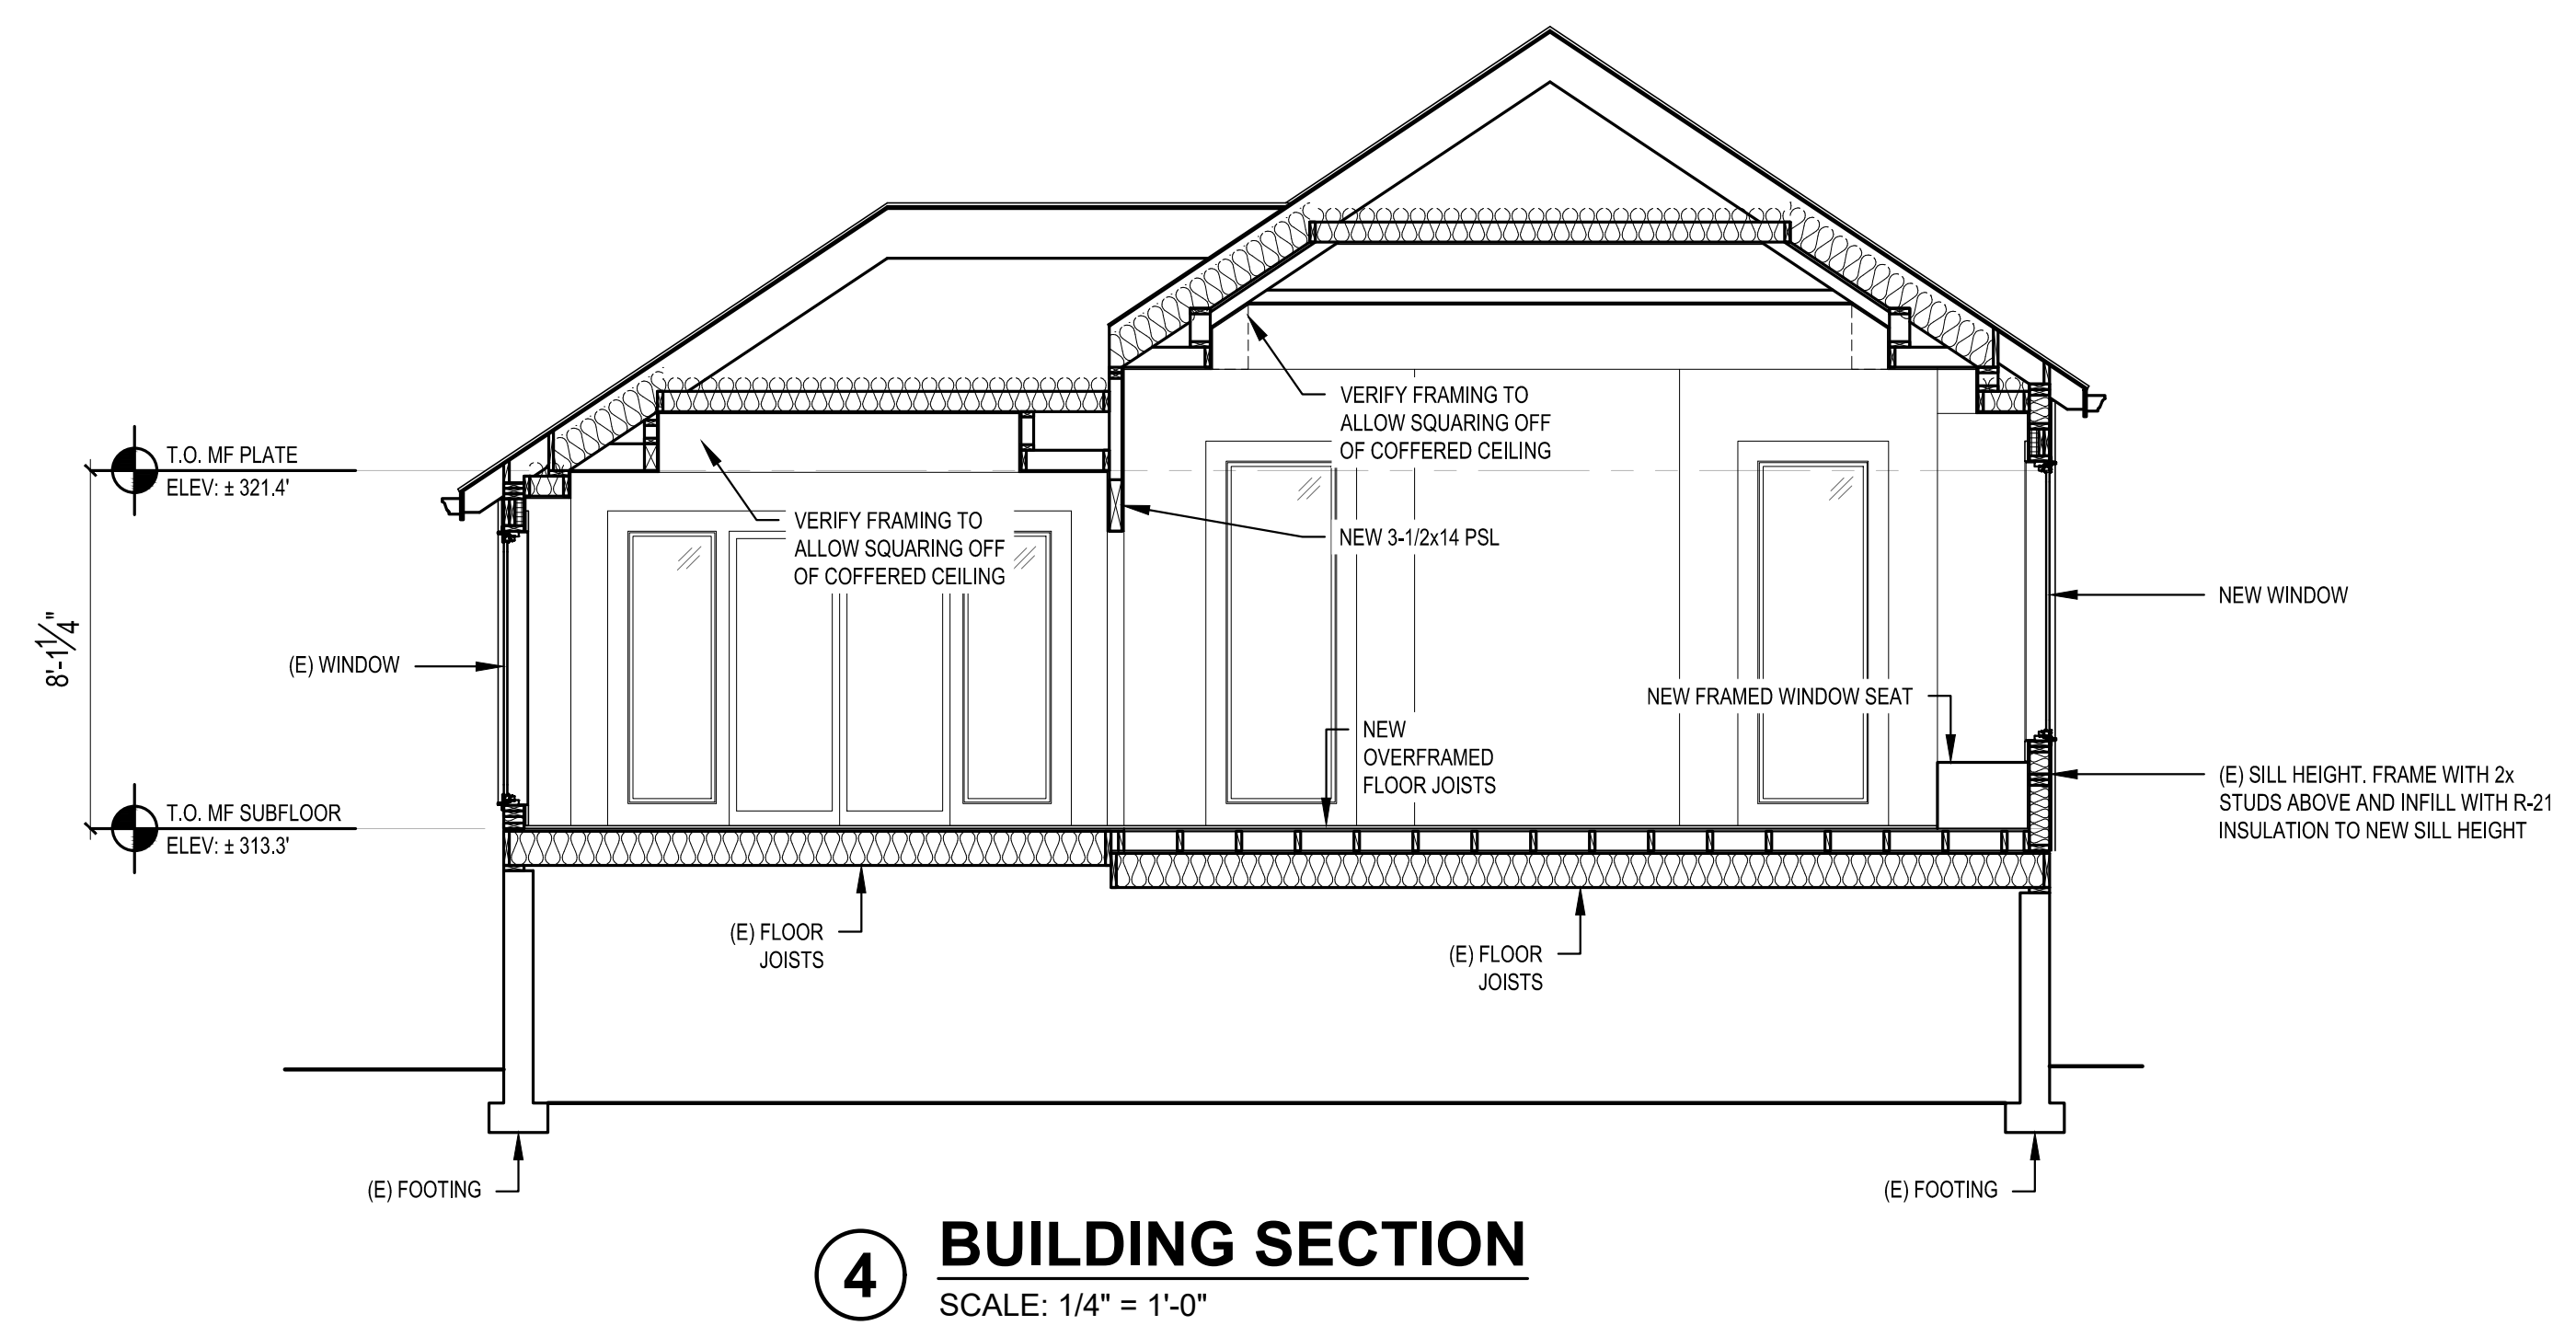 T.O. MF PLATE
ELEV: ± 321.4'
8'-1 1/4"
T.O. MF SUBFLOOR
ELEV: ± 313.3'
(E) WINDOW
VERIFY FRAMING TO
ALLOW SQUARING OFF
OF COFFERED CEILING
VERIFY FRAMING TO
ALLOW SQUARING OFF
OF COFFERED CEILING
NEW 3-1/2x14 PSL
NEW WINDOW
NEW FRAMED WINDOW SEAT
NEW
OVERFRAMED
FLOOR JOISTS
(E) SILL HEIGHT. FRAME WITH 2x
STUDS ABOVE AND INFILL WITH R-21
INSULATION TO NEW SILL HEIGHT
(E) FLOOR
JOISTS
(E) FLOOR
JOISTS
(E) FOOTING
(E) FOOTING
4
BUILDING SECTION
SCALE: 1/4" = 1'-0"